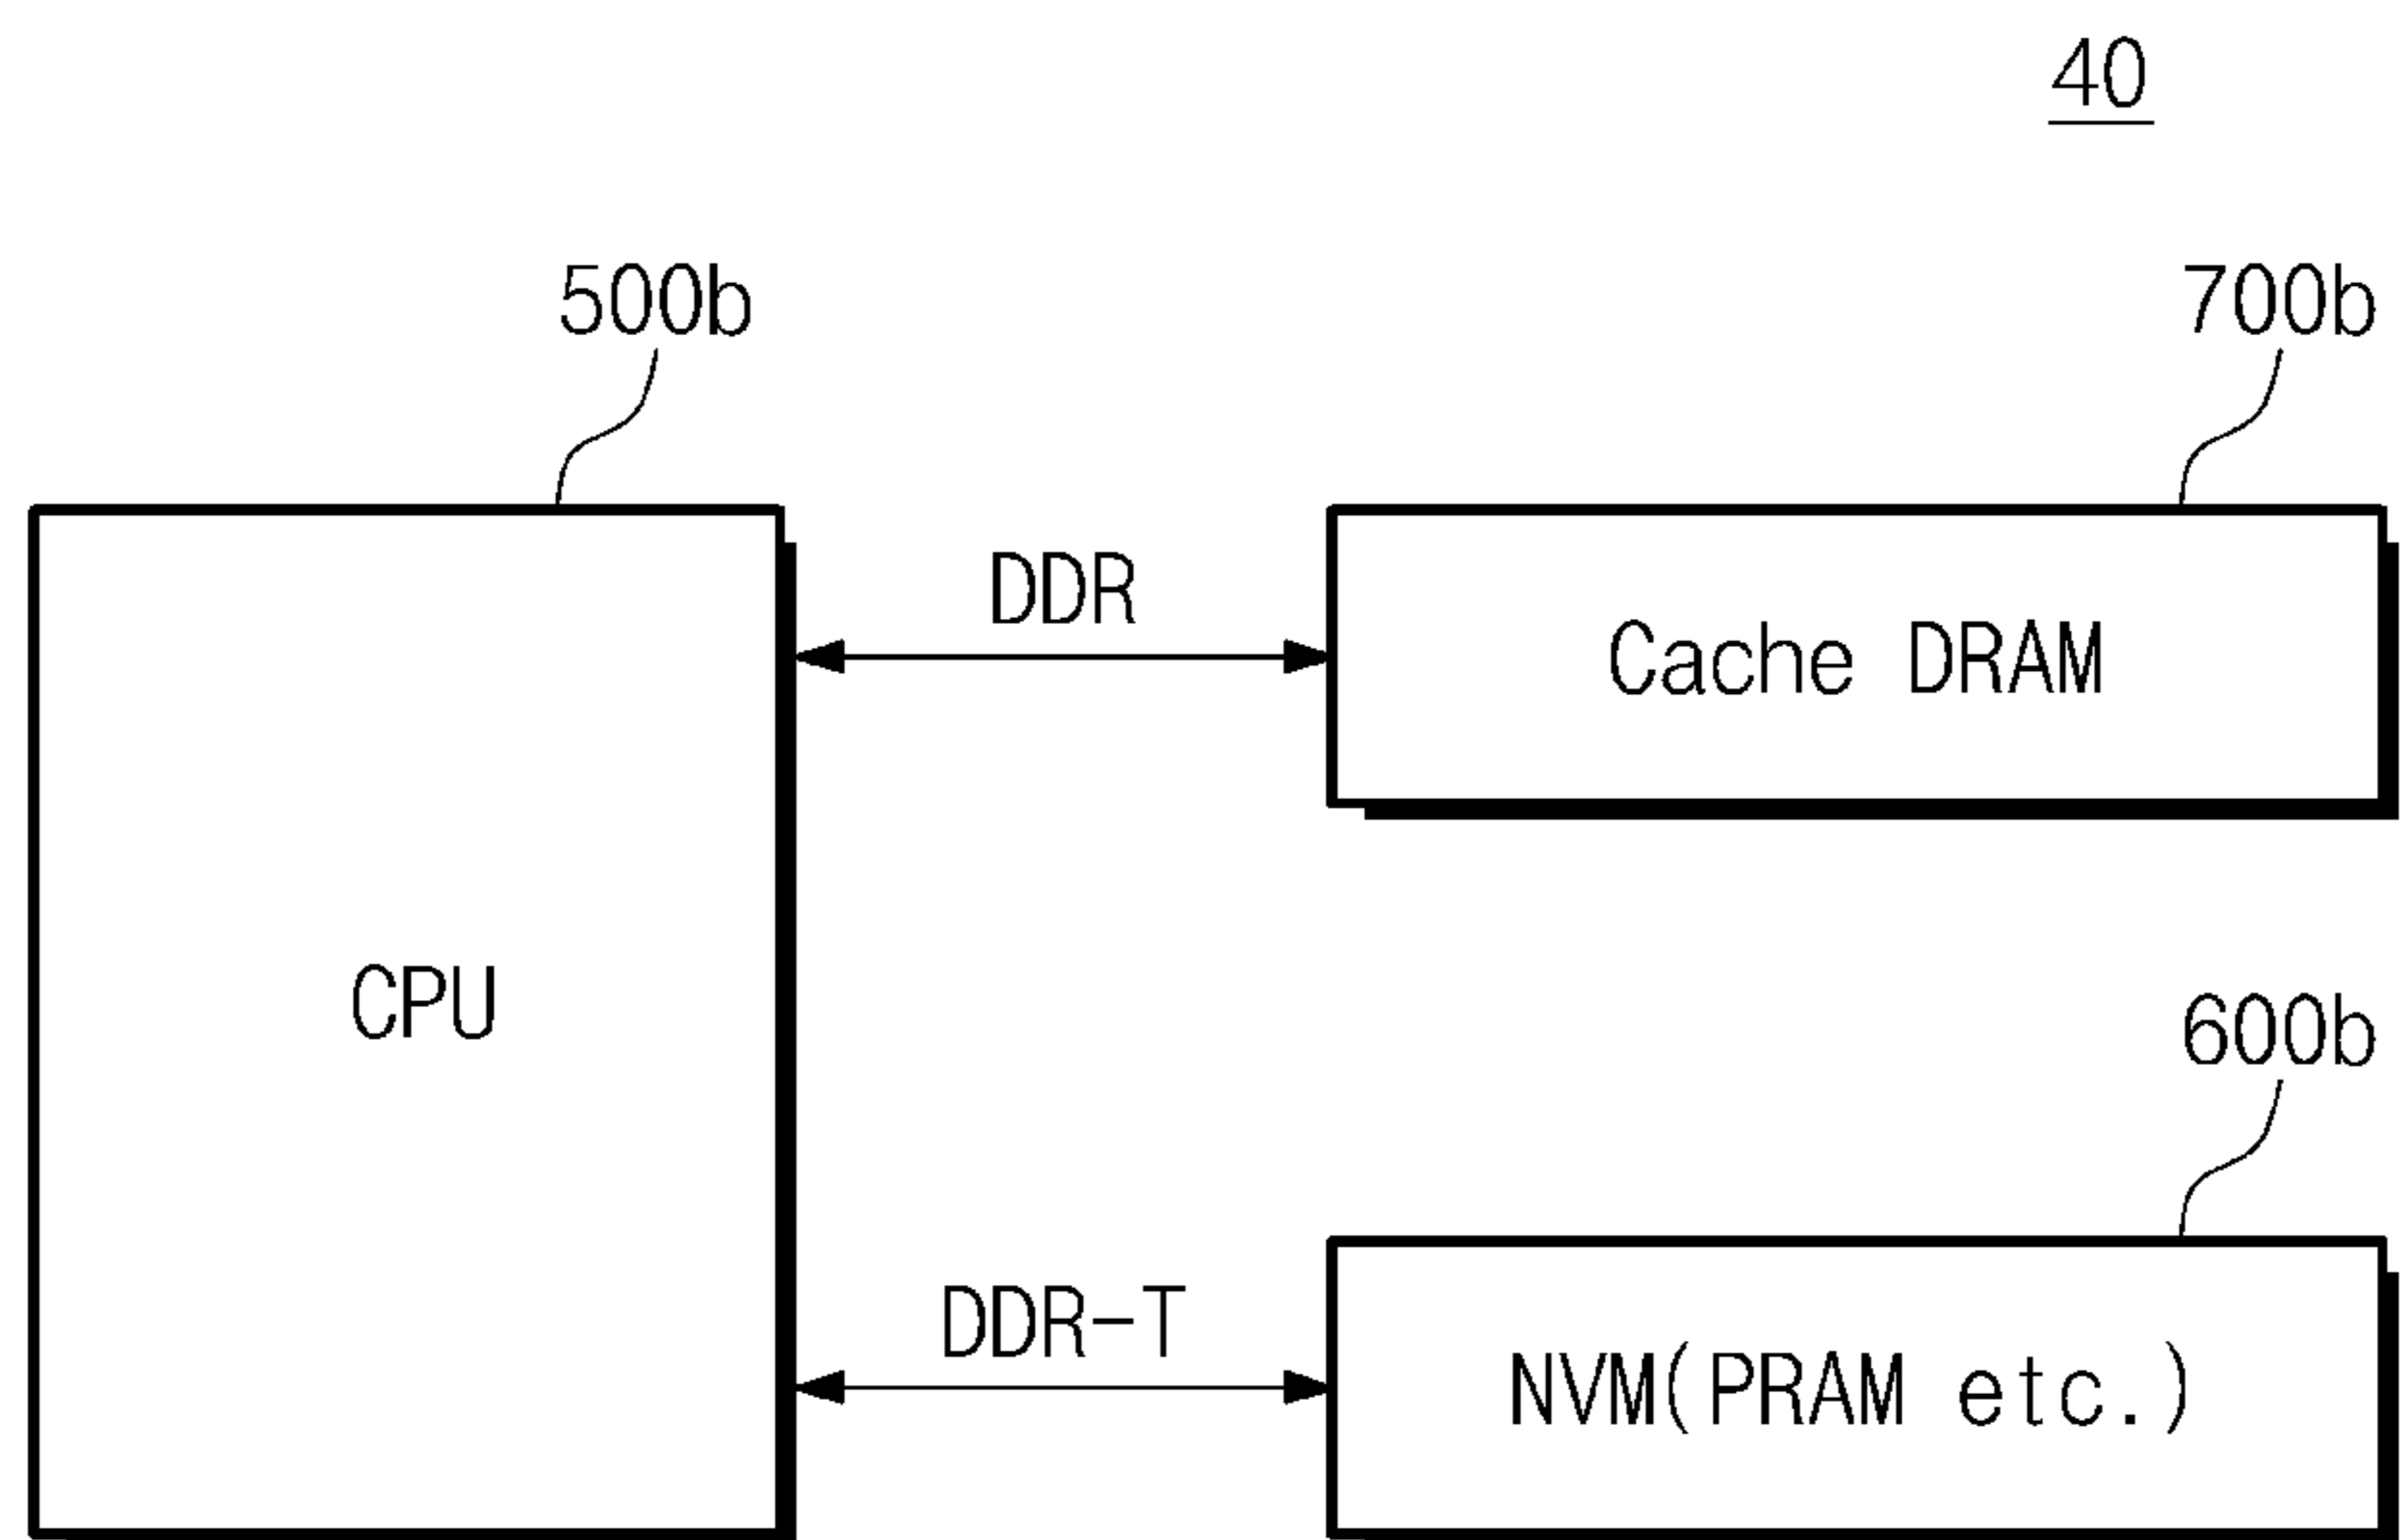 40
500b
700b
DDR
Cache DRAM
CPU
600b
DDR-T
NVM(PRAM etc.)